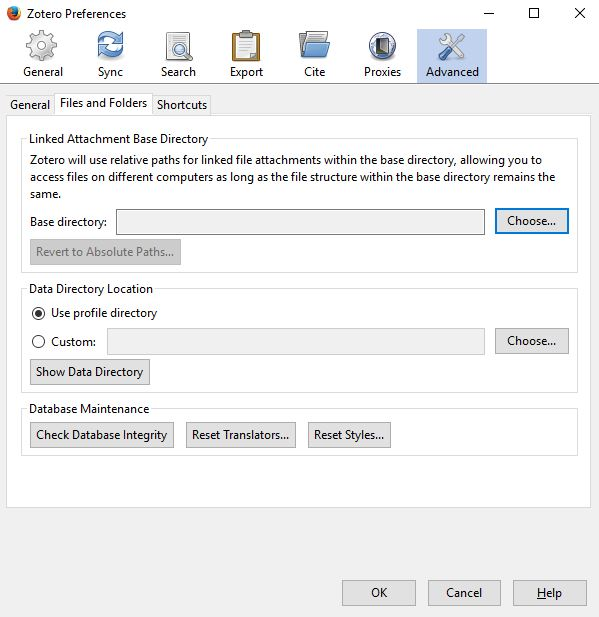 Zotero Preferences
General Sync Search Export Cite Proxies Advanced
General Files and Folders Shortcuts
Linked Attachment Base Directory
Zotero will use relative paths for linked file attachments within the base directory, allowing you to
access files on different computers as long as the file structure within the base directory remains the
same.
Base directory: Choose...
Revert to Absolute Paths...
Data Directory Location
Use profile directory
Custom: Choose...
Show Data Directory
Database Maintenance
Check Database Integrity Reset Translators... Reset Styles...
OK Cancel Help